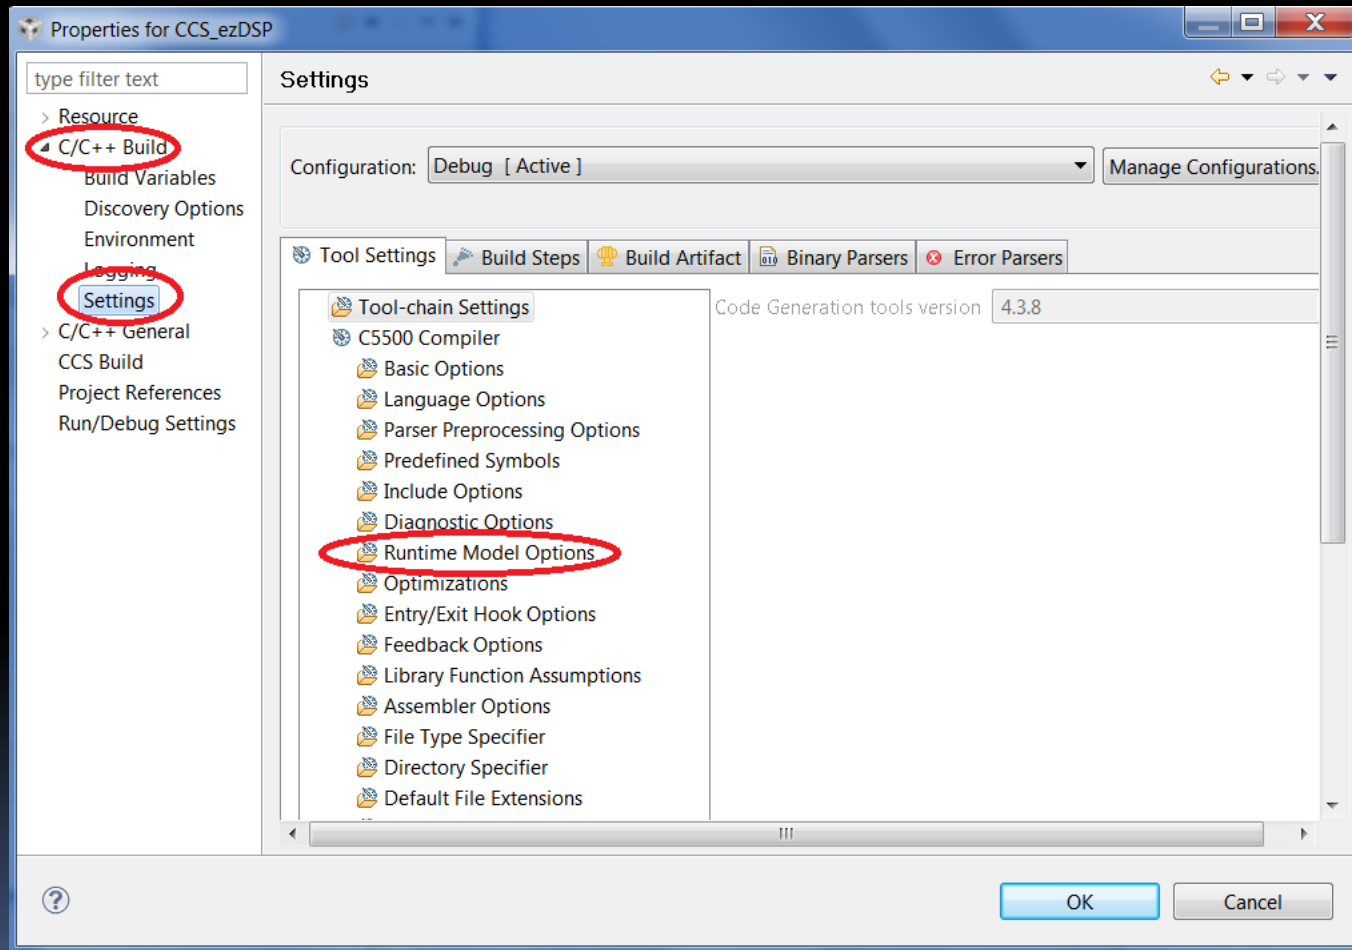 Properties for CCS_ezDSP
type filter text
Resource
C/C++ Build
Build Variables
Discovery Options
Environment
Logging
Settings
C/C++ General
CCS Build
Project References
Run/Debug Settings
Settings
Configuration:
Debug [ Active ]
Manage Configurations.
Tool Settings
Build Steps
Build Artifact
Binary Parsers
Error Parsers
Tool-chain Settings
C5500 Compiler
Basic Options
Language Options
Parser Preprocessing Options
Predefined Symbols
Include Options
Diagnostic Options
Runtime Model Options
Optimizations
Entry/Exit Hook Options
Feedback Options
Library Function Assumptions
Assembler Options
File Type Specifier
Directory Specifier
Default File Extensions
Code Generation tools version
4.3.8
OK
Cancel